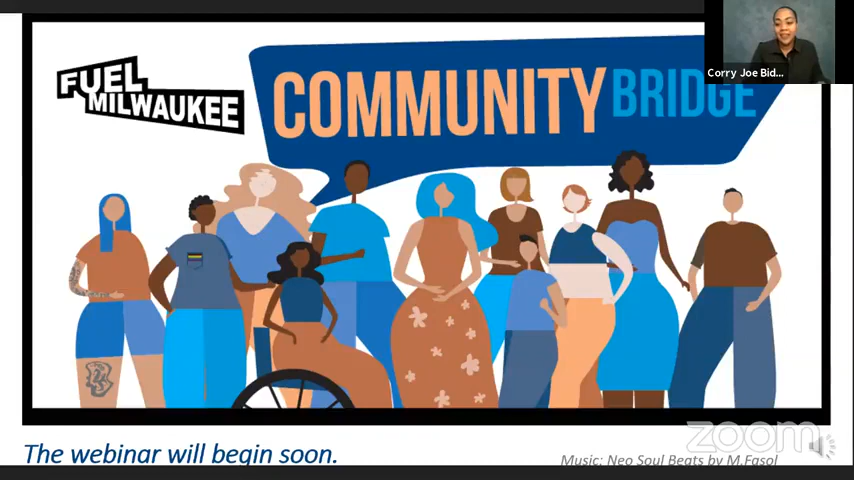 FUEL
MILWAUKEE
COMMUNITY BRIDGE
Corry Joe Bid...
zoom
The webinar will begin soon.
Music: Neo Soul Beats by M.Fasol